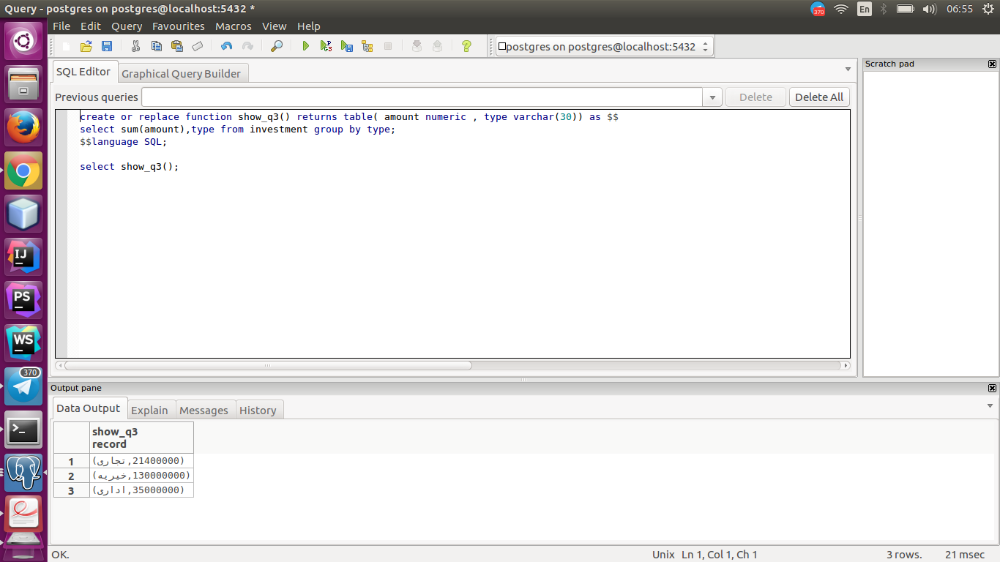 Query - postgres on postgres@localhost:5432 *
370
En
06:55
File Edit Query Favourites Macros View Help
postgres on postgres@localhost:5432
SQL Editor
Graphical Query Builder
Scratch pad
Previous queries
Delete
Delete All
create or replace function show_q3() returns table( amount numeric , type varchar(30)) as $$
select sum(amount),type from investment group by type;
$$language SQL;
select show_q3();
IJ
PS
WS
370
>_
Output pane
Data Output
Explain
Messages
History
show_q3
record
1 (21400000,تجاری)
2 (130000000,خیریه)
3 (35000000,اداری)
OK.
Unix Ln 1, Col 1, Ch 1
3 rows.
21 msec